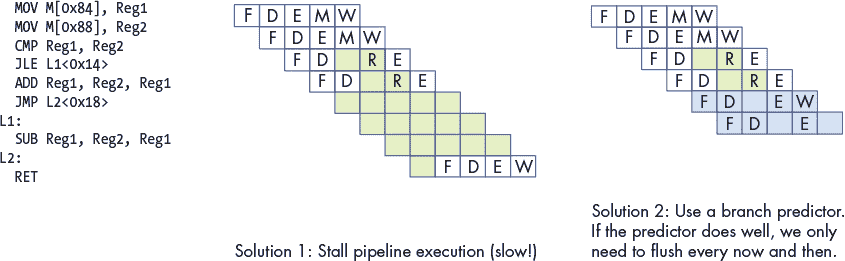 MOV M[0x84], Reg1
MOV M[0x88], Reg2
CMP Reg1, Reg2
JLE L1<0x14>
ADD Reg1, Reg2, Reg1
JMP L2<0x18>
L1:
SUB Reg1, Reg2, Reg1
L2:
RET
F D E M W
F D E M W
F D R E
F D R E
F D E W
Solution 1: Stall pipeline execution (slow!)
F D E M W
F D E M W
F D R E
F D R E
F D E W
F D E
Solution 2: Use a branch predictor.
If the predictor does well, we only
need to flush every now and then.